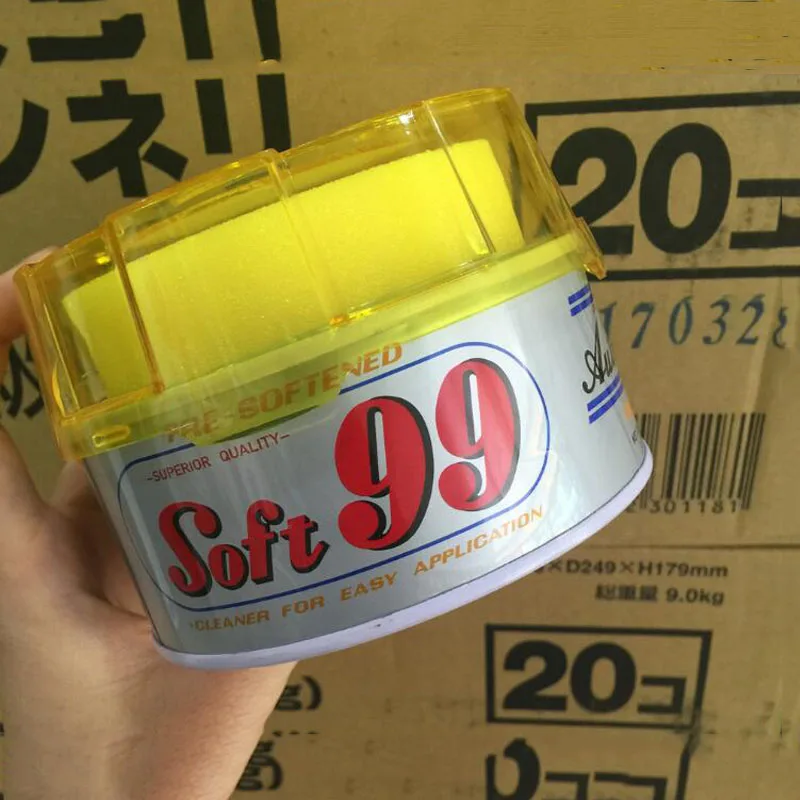 ンネリ
20コ
170328
PRE-SOFTENED
-SUPERIOR QUALITY-
Soft 99
CLEANER FOR EASY APPLICATION
301181
×D249×H179mm
総重量 9.0kg
20コ
g)